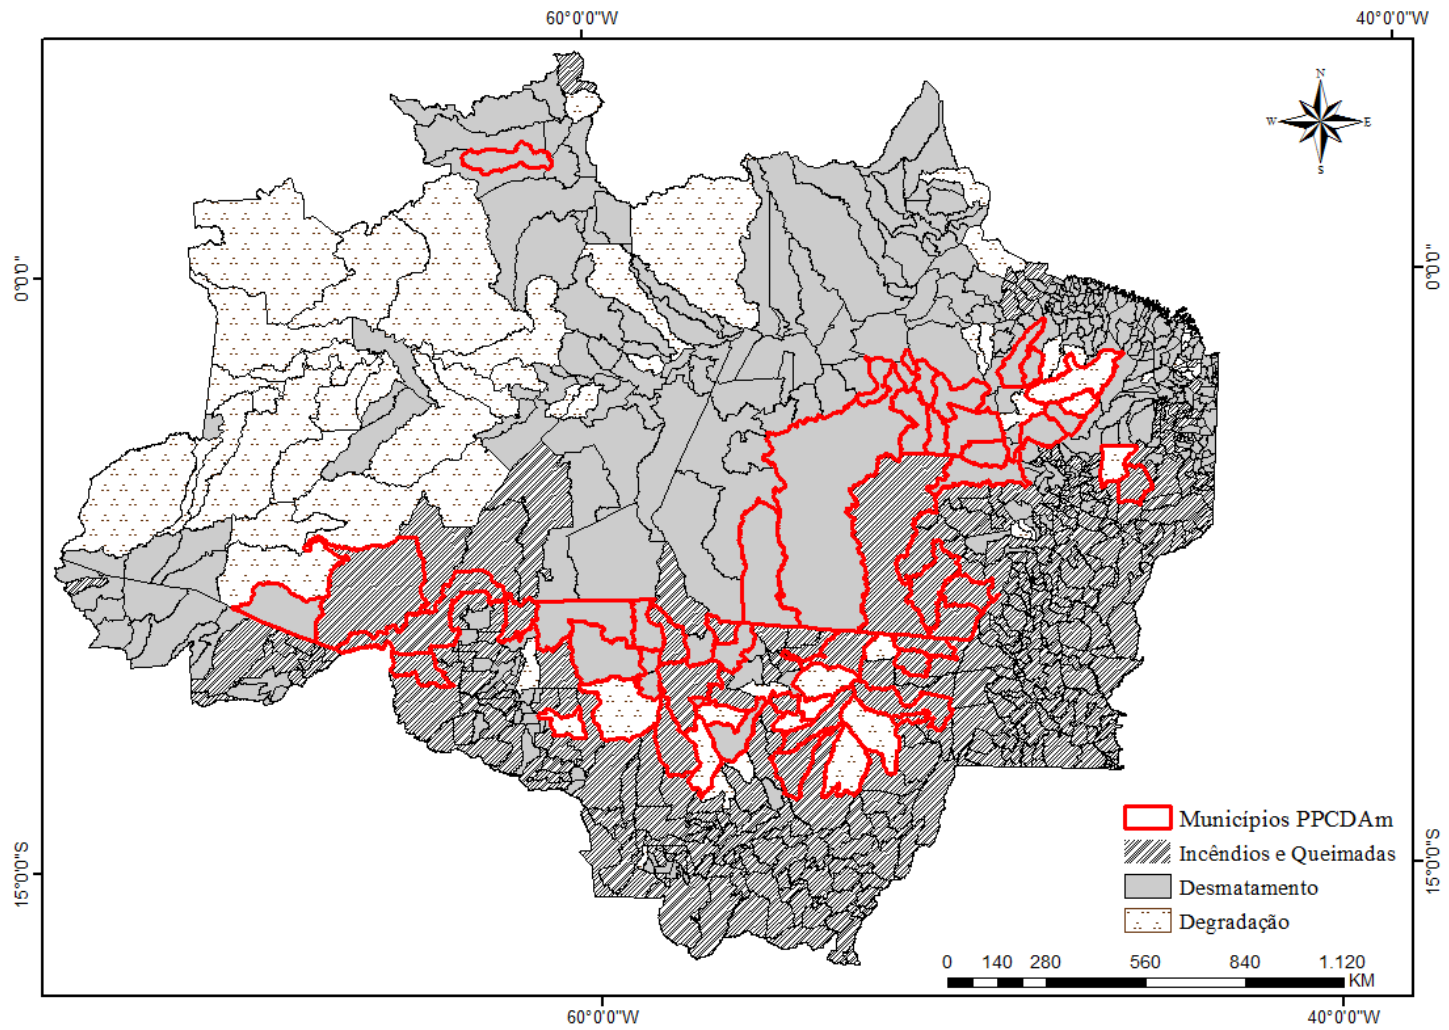 60°0'0"W
40°0'0"W
N
W
E
S
0°0'0"
0°0'0"
Municípios PPCDAm
Incêndios e Queimadas
Desmatamento
Degradação
15°0'0"S
15°0'0"S
0 140 280 560 840 1.120
KM
60°0'0"W
40°0'0"W